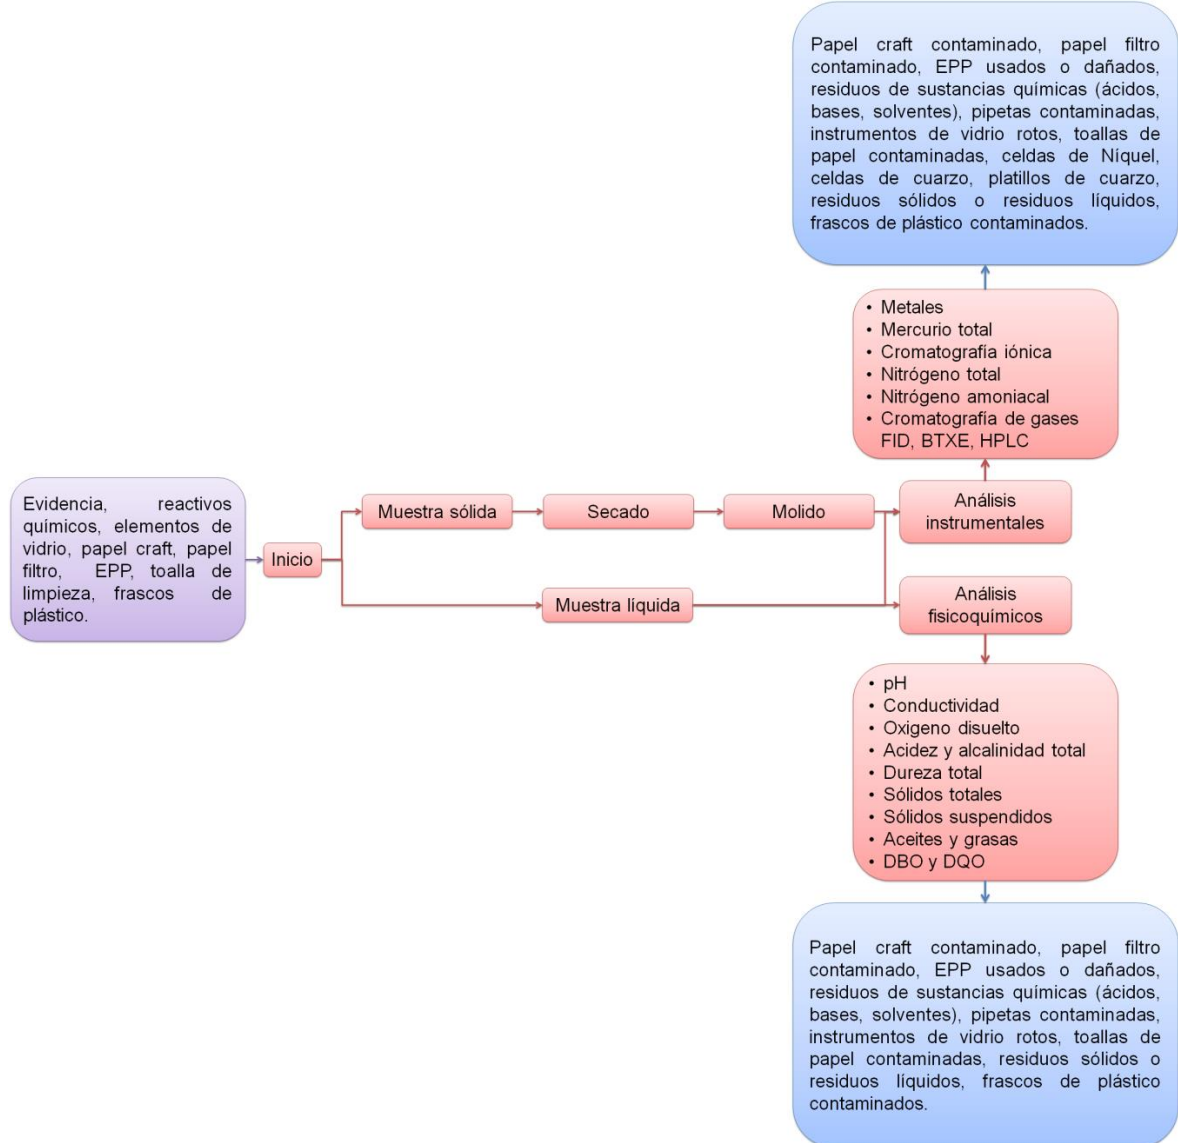 Papel craft contaminado, papel filtro
contaminado, EPP usados o dañados,
residuos de sustancias químicas (ácidos,
bases, solventes), pipetas contaminadas,
instrumentos de vidrio rotos, toallas de
papel contaminadas, celdas de Níquel,
celdas de cuarzo, platillos de cuarzo,
residuos sólidos o residuos líquidos,
frascos de plástico contaminados.
• Metales
• Mercurio total
• Cromatografía iónica
• Nitrógeno total
• Nitrógeno amoniacal
• Cromatografía de gases
FID, BTXE, HPLC
Evidencia, reactivos
químicos, elementos de
vidrio, papel craft, papel
filtro, EPP, toalla de
limpieza, frascos de
plástico.
Inicio
Muestra sólida
Secado
Molido
Análisis
instrumentales
Muestra líquida
Análisis
fisicoquímicos
• pH
• Conductividad
• Oxigeno disuelto
• Acidez y alcalinidad total
• Dureza total
• Sólidos totales
• Sólidos suspendidos
• Aceites y grasas
• DBO y DQO
Papel craft contaminado, papel filtro
contaminado, EPP usados o dañados,
residuos de sustancias químicas (ácidos,
bases, solventes), pipetas contaminadas,
instrumentos de vidrio rotos, toallas de
papel contaminadas, residuos sólidos o
residuos líquidos, frascos de plástico
contaminados.